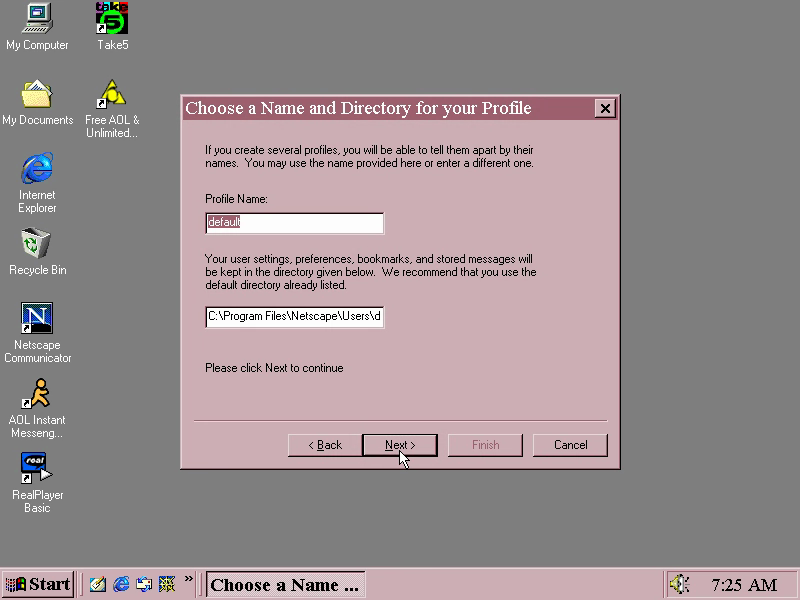 My Computer
Take5
My Documents
Free AOL &
Unlimited...
Internet
Explorer
Recycle Bin
Netscape
Communicator
AOL Instant
Messeng...
real
RealPlayer
Basic
Choose a Name and Directory for your Profile
If you create several profiles, you will be able to tell them apart by their
names. You may use the name provided here or enter a different one.
Profile Name:
default
Your user settings, preferences, bookmarks, and stored messages will
be kept in the directory given below. We recommend that you use the
default directory already listed.
C:\Program Files\Netscape\Users\d
Please click Next to continue
< Back
Next >
Finish
Cancel
Start
»
Choose a Name ...
7:25 AM